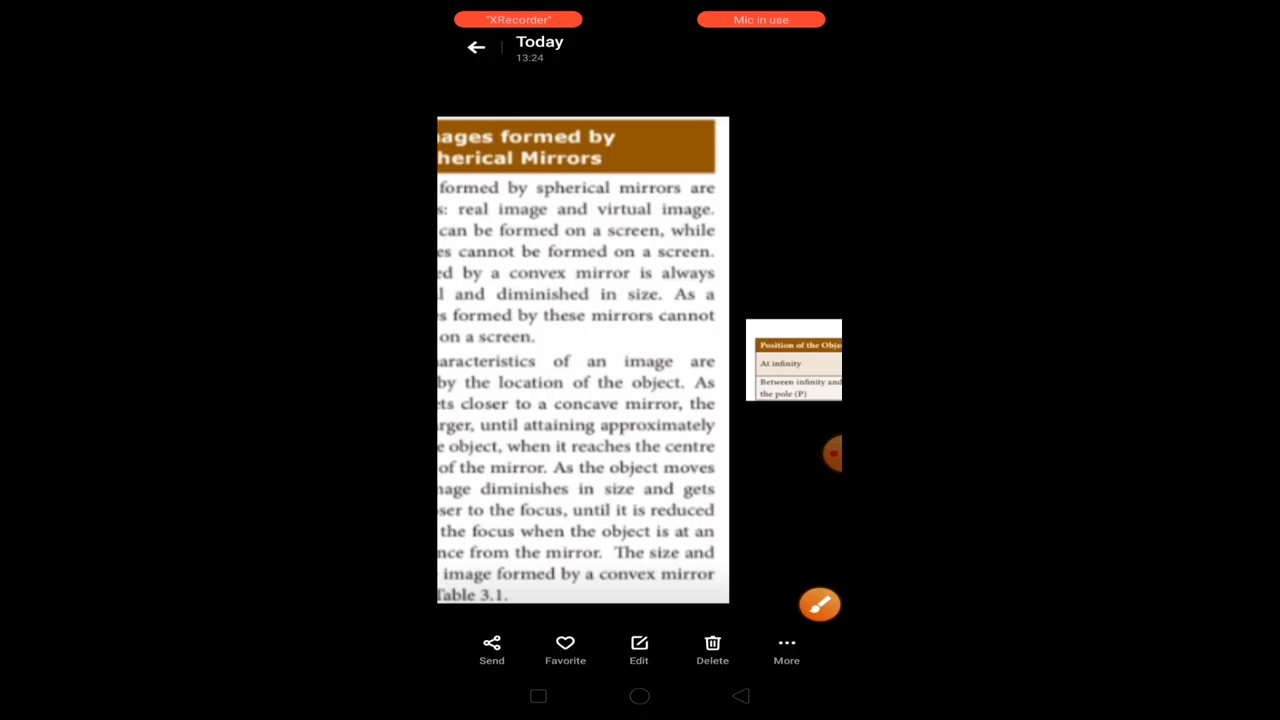 "XRecorder"
Mic in use
Today
13:24
ages formed by
herical Mirrors
formed by spherical mirrors are
s: real image and virtual image.
can be formed on a screen, while
es cannot be formed on a screen.
ed by a convex mirror is always
l and diminished in size. As a
s formed by these mirrors cannot
on a screen.
aracteristics of an image are
by the location of the object. As
ts closer to a concave mirror, the
rger, until attaining approximately
e object, when it reaches the centre
of the mirror. As the object moves
age diminishes in size and gets
ser to the focus, until it is reduced
the focus when the object is at an
nce from the mirror. The size and
image formed by a convex mirror
Table 3.1.
Position of the Obje
At infinity
Between infinity and
the pole (P)
Send
Favorite
Edit
Delete
More